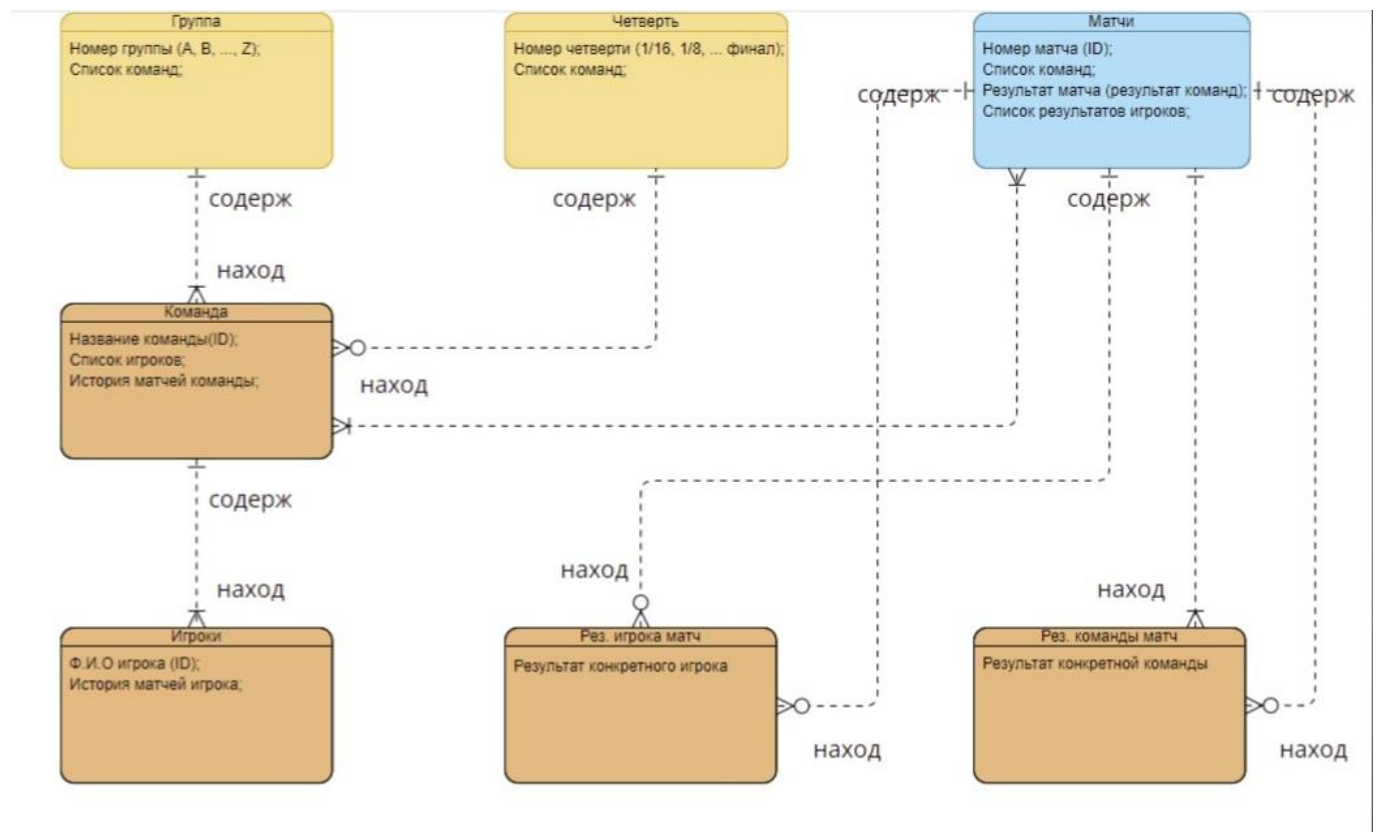 Группа
Номер группы (A, B, ..., Z);
Список команд;
Четверть
Номер четверти (1/16, 1/8, ... финал);
Список команд;
Матчи
Номер матча (ID);
Список команд;
Результат матча (результат команд);
Список результатов игроков;
содерж
содерж
содерж
содерж
содерж
наход
Команда
Название команды(ID);
Список игроков;
История матчей команды;
наход
содерж
наход
наход
наход
Игроки
Ф.И.О игрока (ID);
История матчей игрока;
Рез. игрока матч
Результат конкретного игрока
Рез. команды матч
Результат конкретной команды
наход
наход